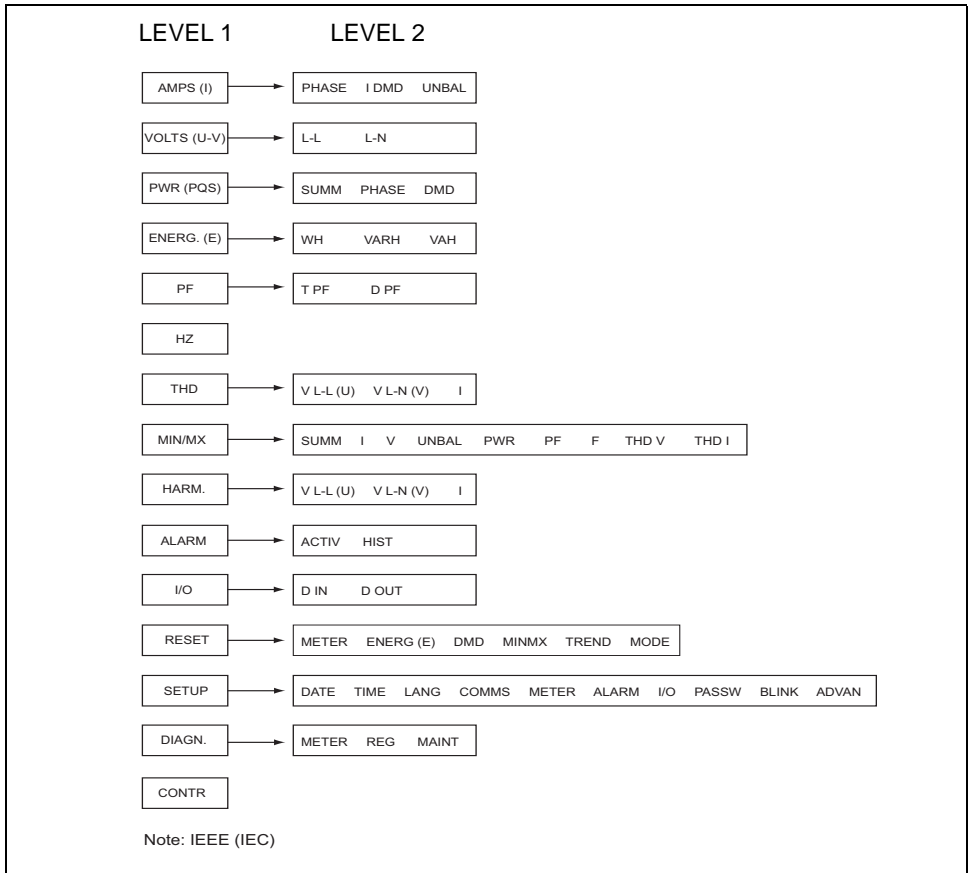 LEVEL 1 LEVEL 2
AMPS (I) PHASE I DMD UNBAL
VOLTS (U-V) L-L L-N
PWR (PQS) SUMM PHASE DMD
ENERG. (E) WH VARH VAH
PF T PF D PF
HZ
THD V L-L (U) V L-N (V) I
MIN/MX SUMM I V UNBAL PWR PF F THD V THD I
HARM. V L-L (U) V L-N (V) I
ALARM ACTIV HIST
I/O D IN D OUT
RESET METER ENERG (E) DMD MINMX TREND MODE
SETUP DATE TIME LANG COMMS METER ALARM I/O PASSW BLINK ADVAN
DIAGN. METER REG MAINT
CONTR
Note: IEEE (IEC)